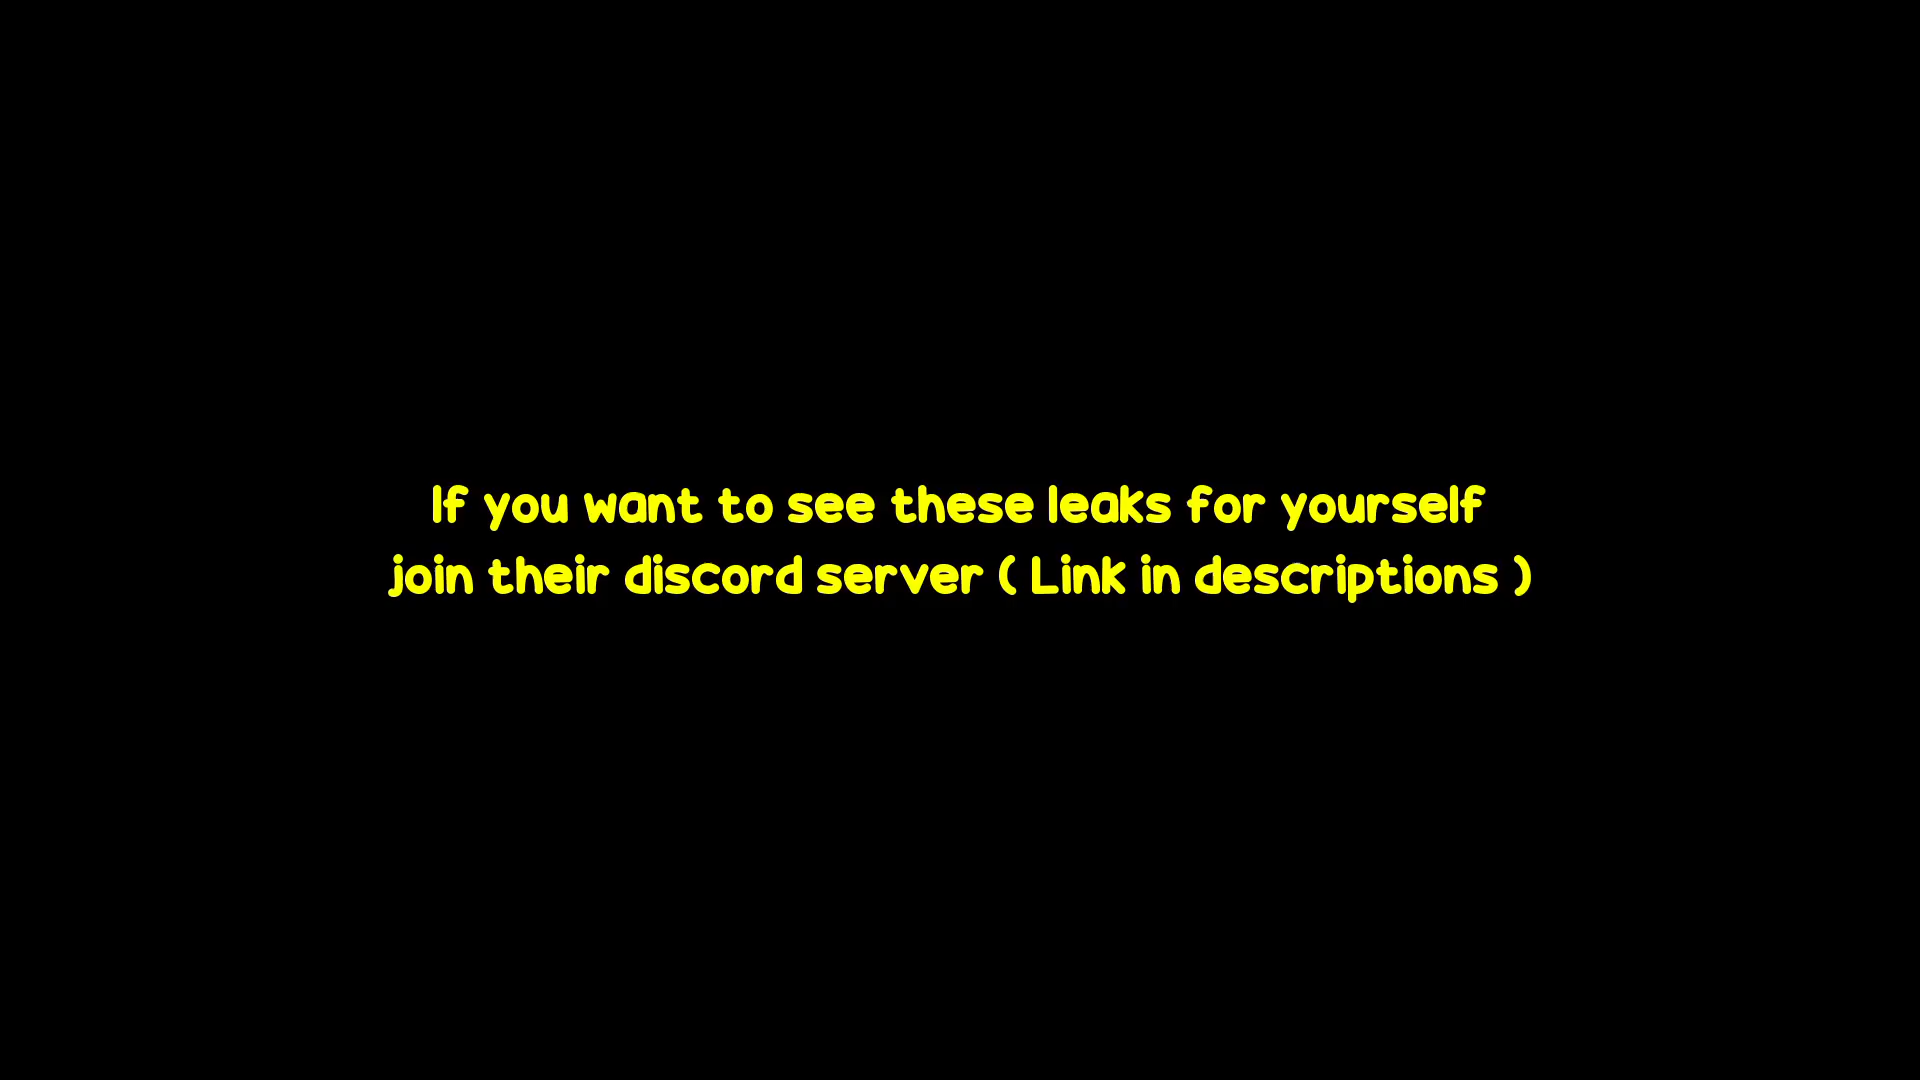 If you want to see these leaks for yourself
join their discord server ( Link in descriptions )